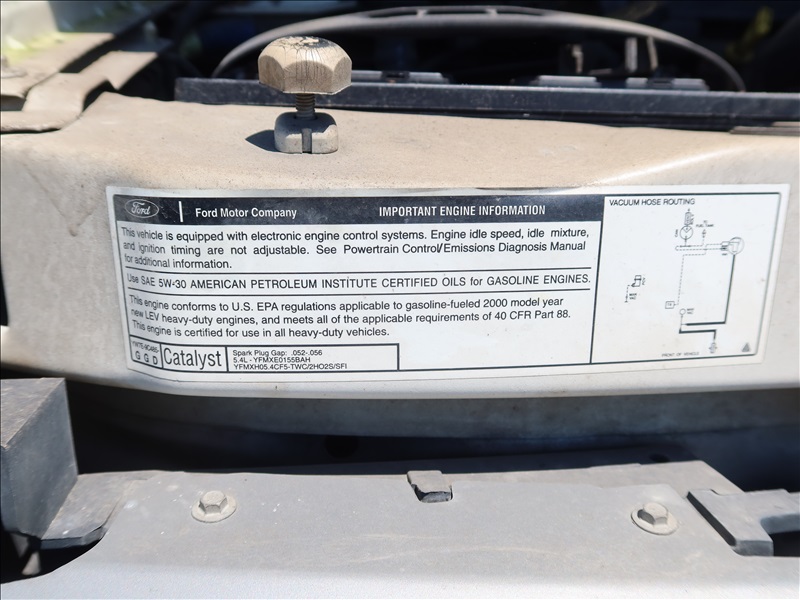 Ford
Ford Motor Company
IMPORTANT ENGINE INFORMATION
This vehicle is equipped with electronic engine control systems. Engine idle speed, idle mixture,
and ignition timing are not adjustable. See Powertrain Control/Emissions Diagnosis Manual
for additional information.
Use SAE 5W-30 AMERICAN PETROLEUM INSTITUTE CERTIFIED OILS for GASOLINE ENGINES.
This engine conforms to U.S. EPA regulations applicable to gasoline-fueled 2000 model year
new LEV heavy-duty engines, and meets all of the applicable requirements of 40 CFR Part 88.
This engine is certified for use in all heavy-duty vehicles.
GGD
Catalyst
Spark Plug Gap: .052-.056
5.4L - YFMXE0155BAH
YFMXH05.4CF5-TWC/2HO2S/SFI
VACUUM HOSE ROUTING
FRONT OF VEHICLE